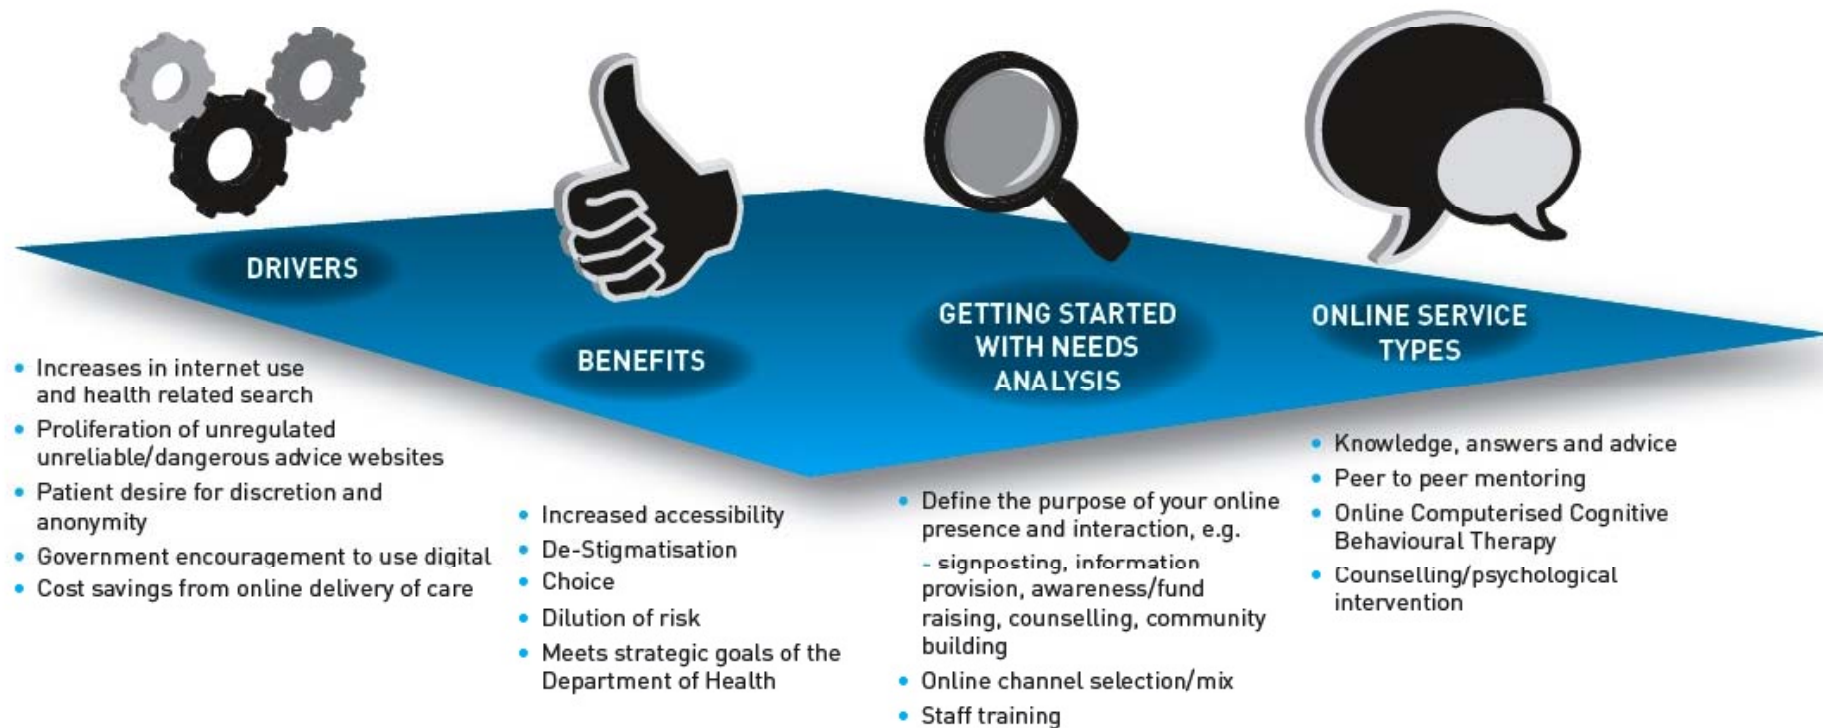 DRIVERS
• Increases in internet use
and health related search
• Proliferation of unregulated
unreliable/dangerous advice websites
• Patient desire for discretion and
anonymity
• Government encouragement to use digital
• Cost savings from online delivery of care
BENEFITS
• Increased accessibility
• De-Stigmatisation
• Choice
• Dilution of risk
• Meets strategic goals of the
Department of Health
GETTING STARTED
WITH NEEDS
ANALYSIS
• Define the purpose of your online
presence and interaction, e.g.
- signposting, information
provision, awareness/fund
raising, counselling, community
building
• Online channel selection/mix
• Staff training
ONLINE SERVICE
TYPES
• Knowledge, answers and advice
• Peer to peer mentoring
• Online Computerised Cognitive
Behavioural Therapy
• Counselling/psychological
intervention